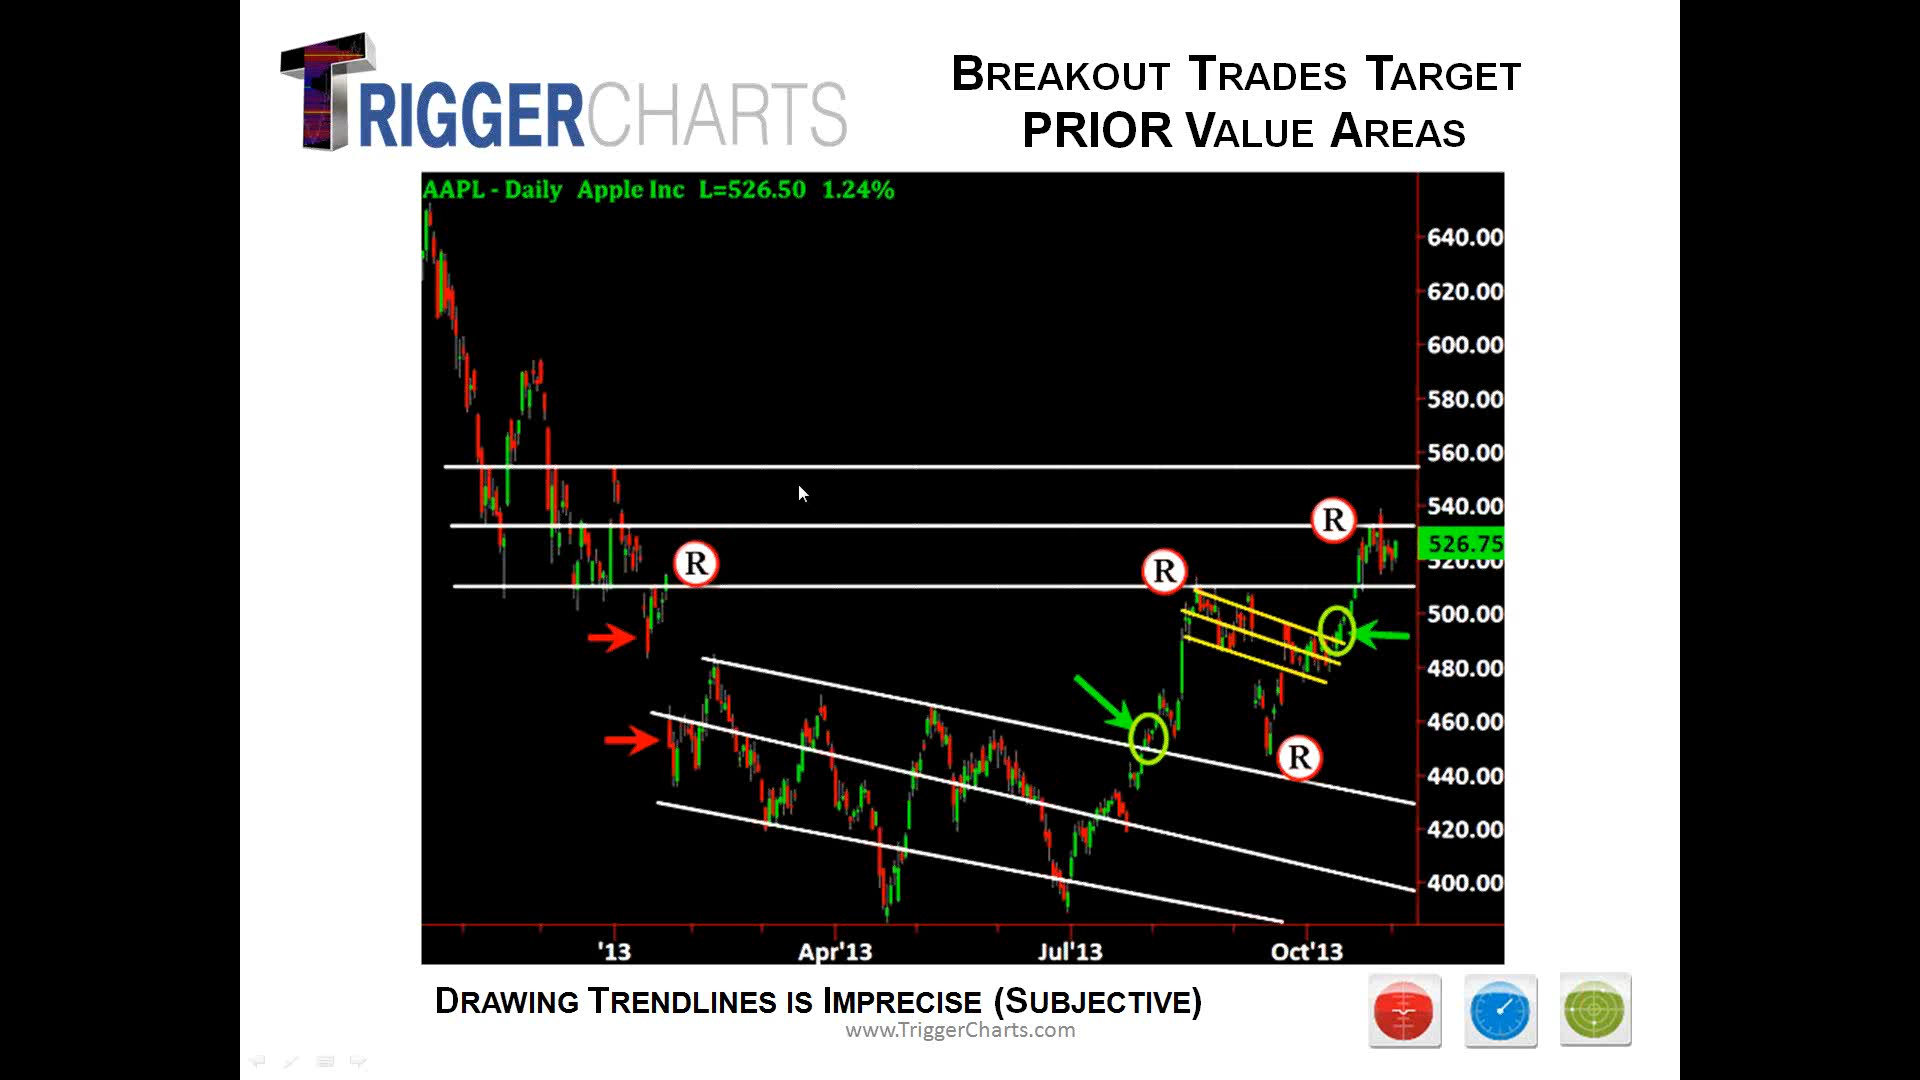 TRIGGERCHARTS
BREAKOUT TRADES TARGET
PRIOR VALUE AREAS
AAPL - Daily Apple Inc L=526.50 1.24%
640.00
620.00
600.00
580.00
560.00
540.00
526.75
520.00
500.00
480.00
460.00
440.00
420.00
400.00
R
R
R
R
'13
Apr'13
Jul'13
Oct'13
DRAWING TRENDLINES IS IMPRECISE (SUBJECTIVE)
www.TriggerCharts.com